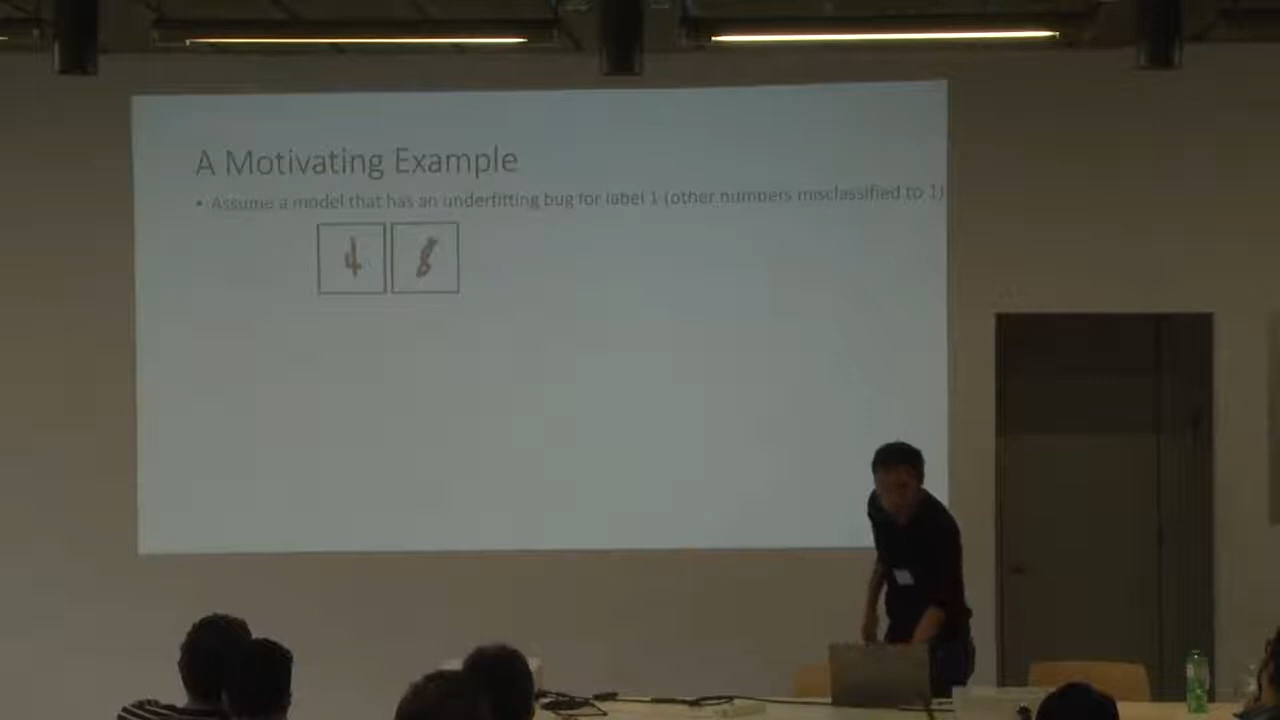 A Motivating Example
• Assume a model that has an underfitting bug for label 1 (other numbers misclassified to 1)
4 8